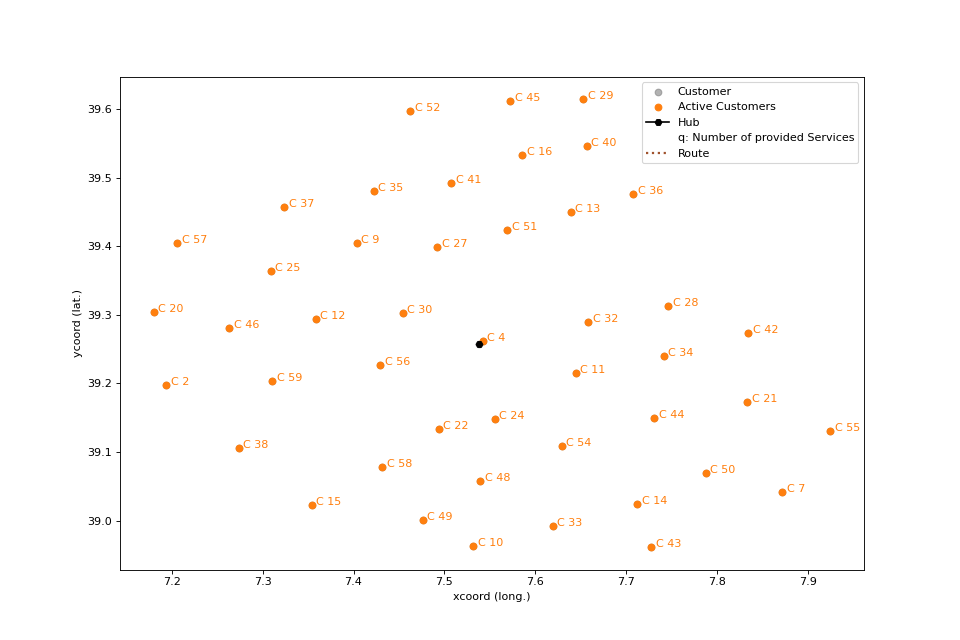 Customer
Active Customers
Hub
q: Number of provided Services
Route
C 29
C 45
C 52
C 40
C 16
C 36
C 41
C 35
C 13
C 37
C 51
C 57
C 9
C 27
C 25
C 20
C 30
C 12
C 28
C 32
C 46
C 42
C 4
C 34
C 56
C 11
C 59
C 2
C 21
C 24
C 44
C 22
C 55
C 54
C 38
C 50
C 58
C 48
C 7
C 15
C 14
C 49
C 33
C 10
C 43
39.6
39.5
39.4
39.3
39.2
39.1
39.0
ycoord (lat.)
7.2 7.3 7.4 7.5 7.6 7.7 7.8 7.9
xcoord (long.)